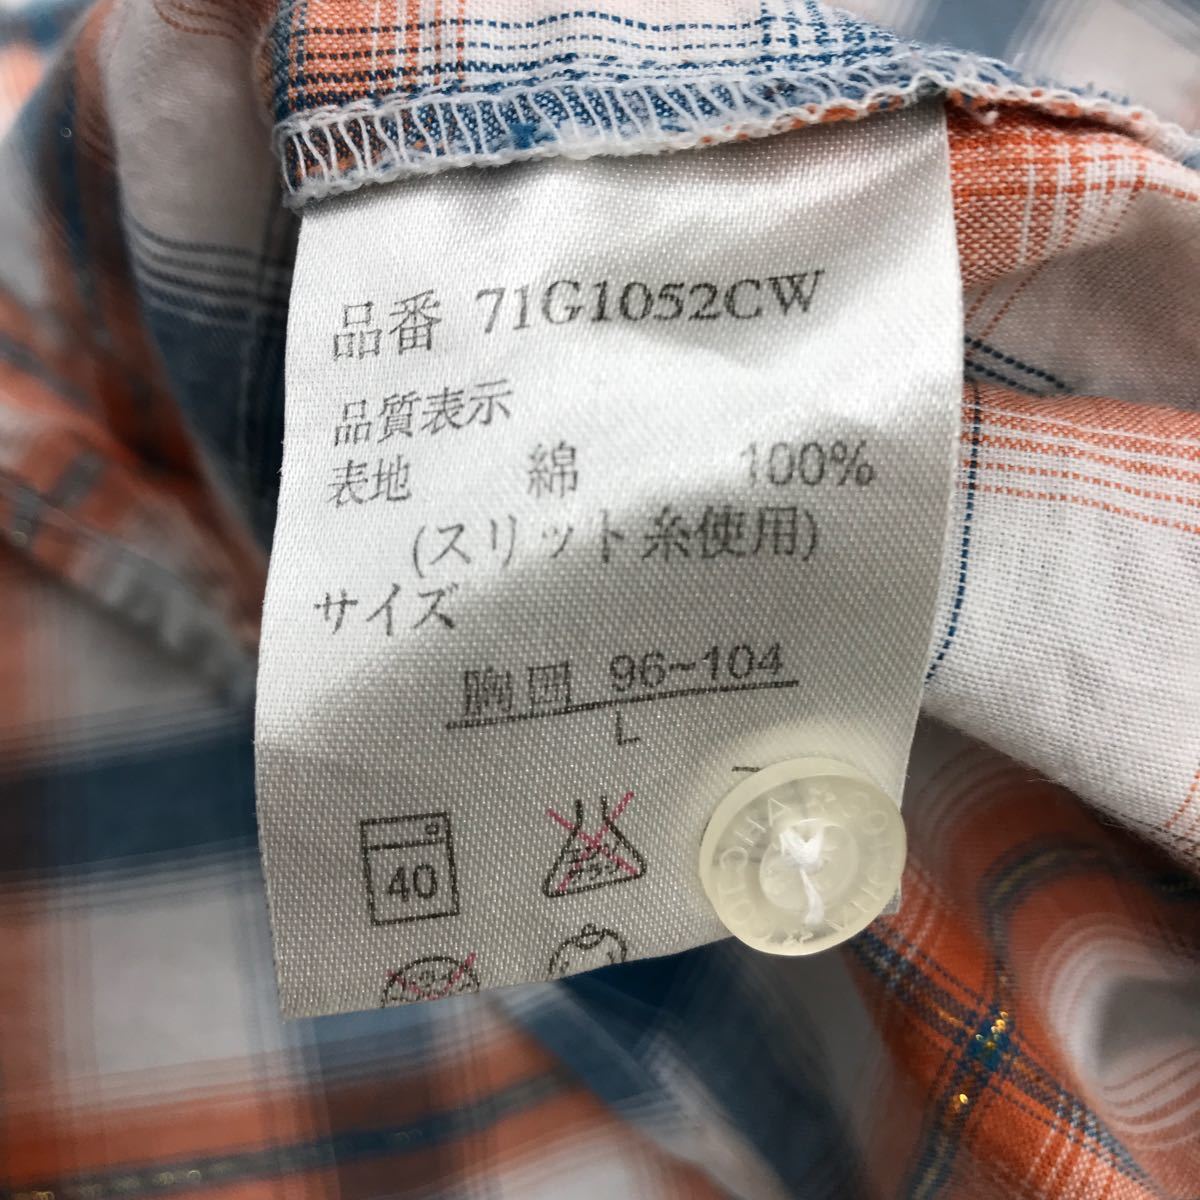 品番 71G1052CW
品質表示
表地 綿 100%
(スリット糸使用)
サイズ
胸囲 96~104
L
40